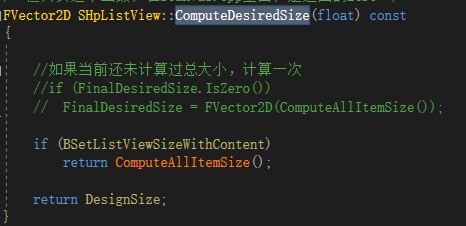 FVector2D SHpListView::ComputeDesiredSize(float) const
{
//如果当前还未计算过总大小，计算一次
//if (FinalDesiredSize.IsZero())
//  FinalDesiredSize = FVector2D(ComputeAllItemSize());
if (BSetListViewSizeWithContent)
return ComputeAllItemSize();
return DesignSize;
}